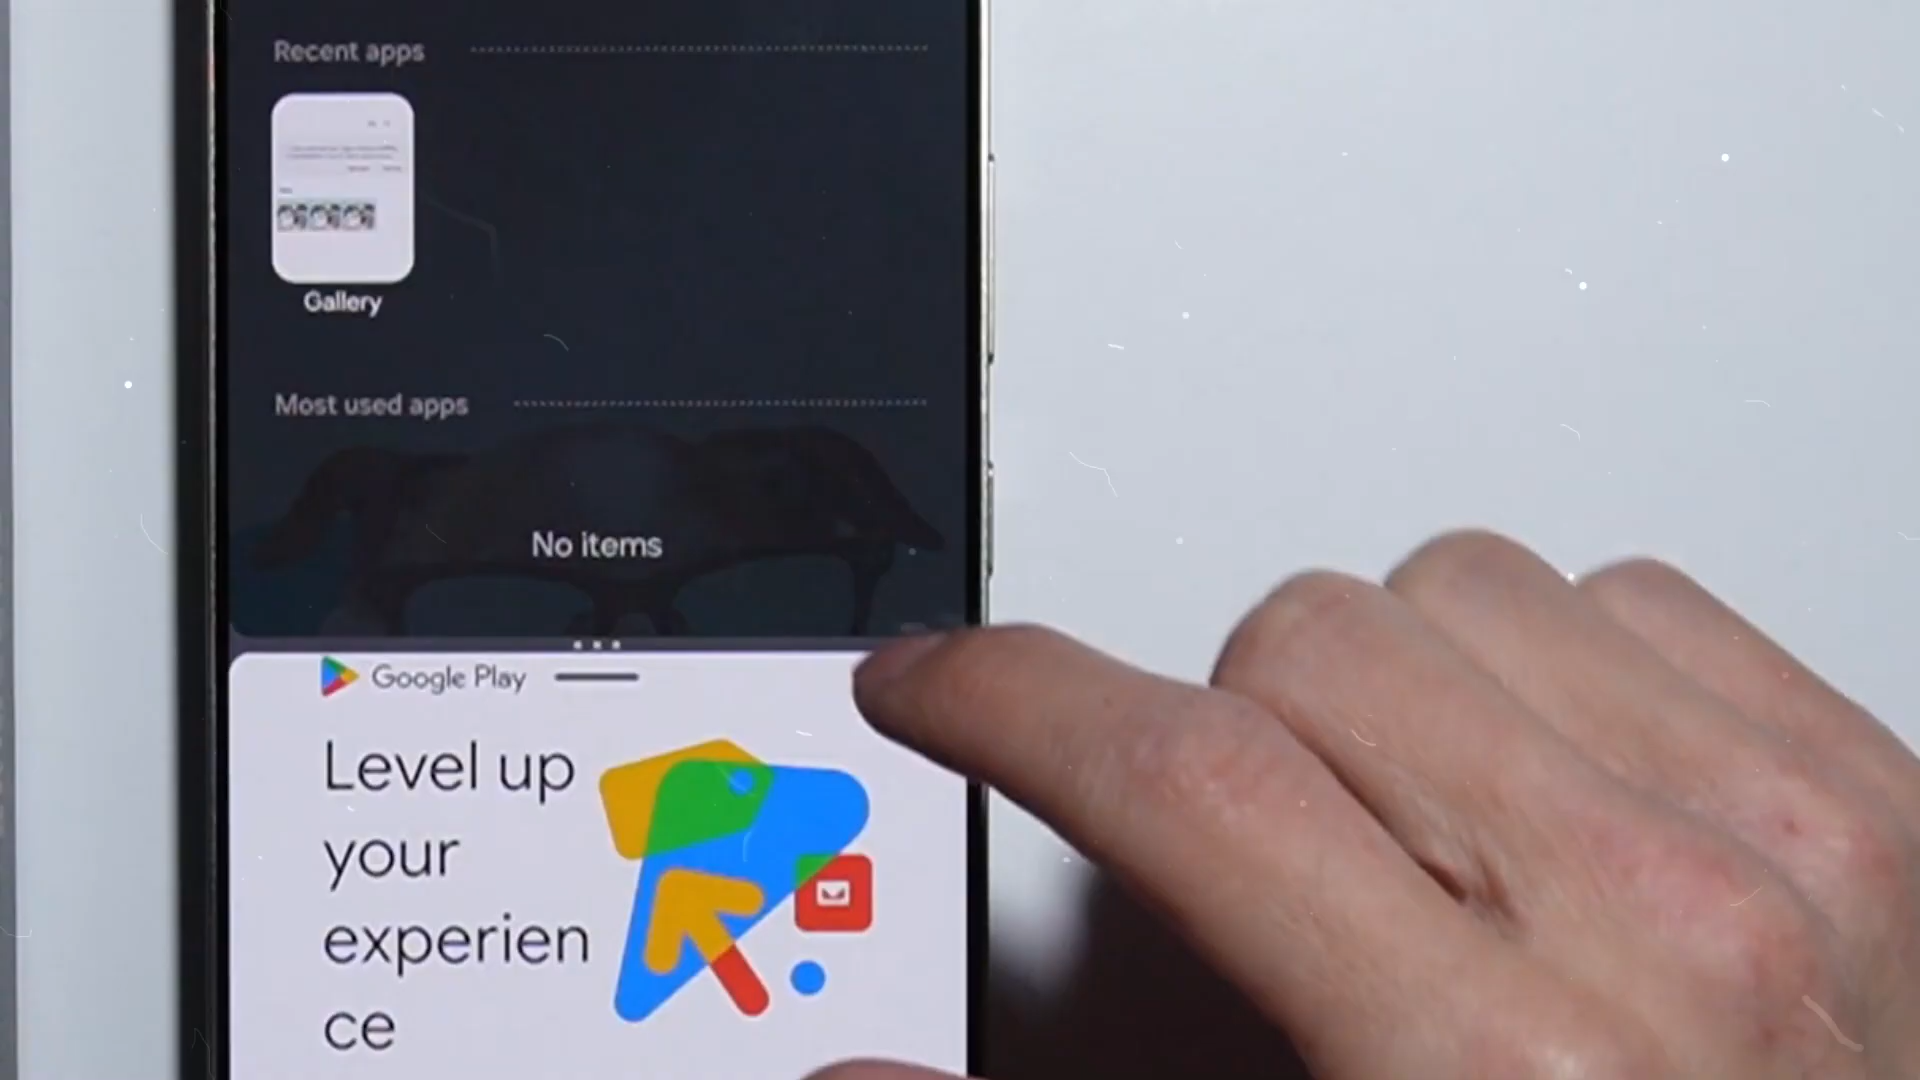 Recent apps
Gallery
Most used apps
No items
Google Play
Level up
your
experien
ce